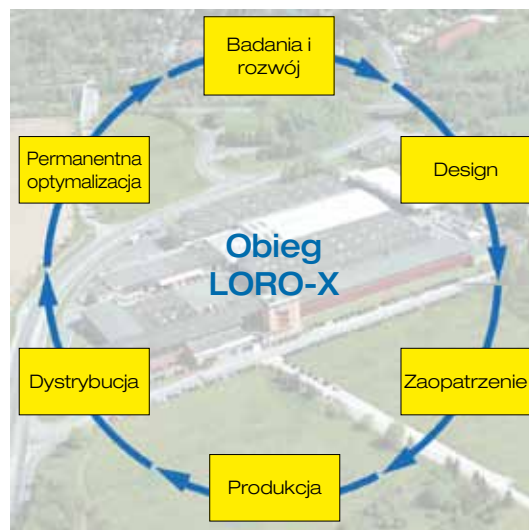 Badania i
rozwój
Design
Zaopatrzenie
Produkcja
Dystrybucja
Permanentna
optymalizacja
Obieg
LORO-X